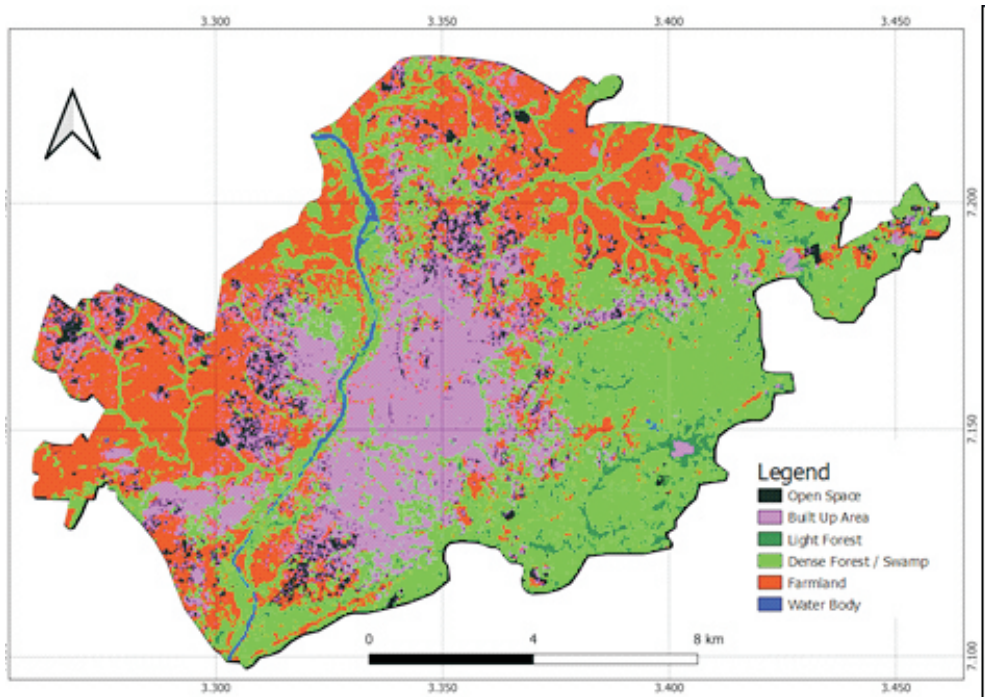 3.300 3.350 3.400 3.450
7.200
7.150
Legend
Open Space
Built Up Area
Light Forest
Dense Forest / Swamp
Farmland
Water Body
0 4 8 km
7.100
3.300 3.350 3.400 3.450